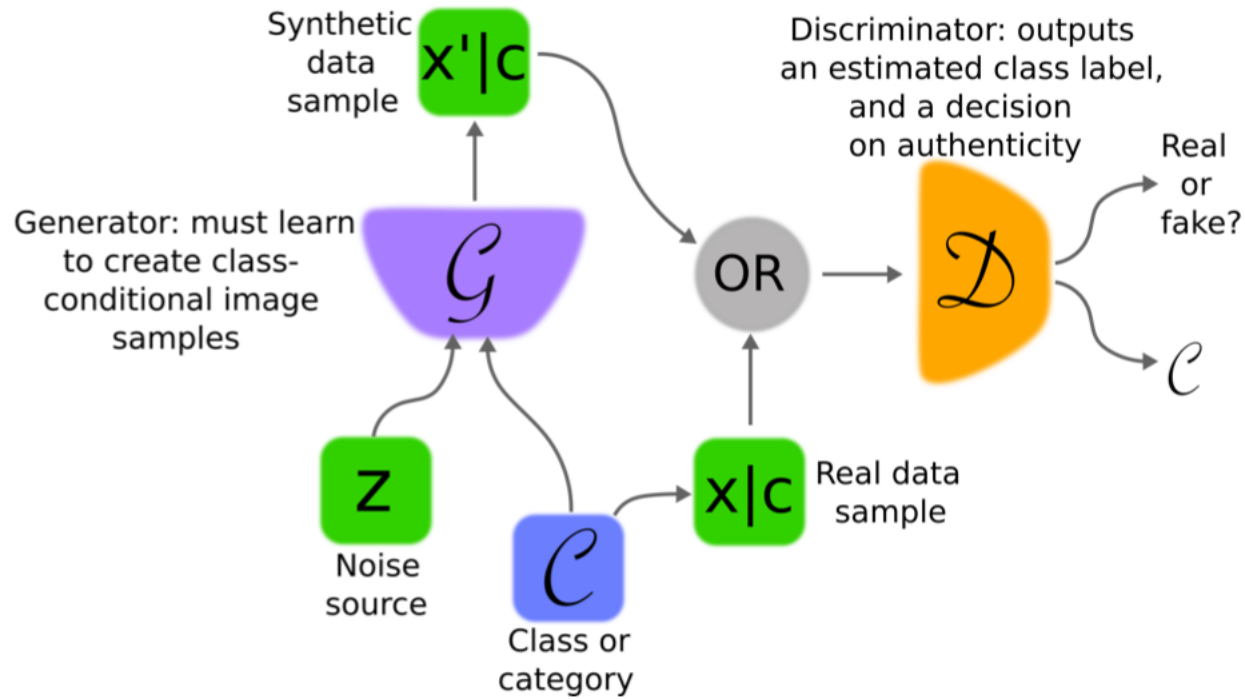 Synthetic
data
sample
x'|c
Discriminator: outputs
an estimated class label,
and a decision
on authenticity
Real
or
fake?
Generator: must learn
to create class-
conditional image
samples
𝒢
OR
𝒟
𝒞
z
Noise
source
𝒞
Class or
category
x|c
Real data
sample